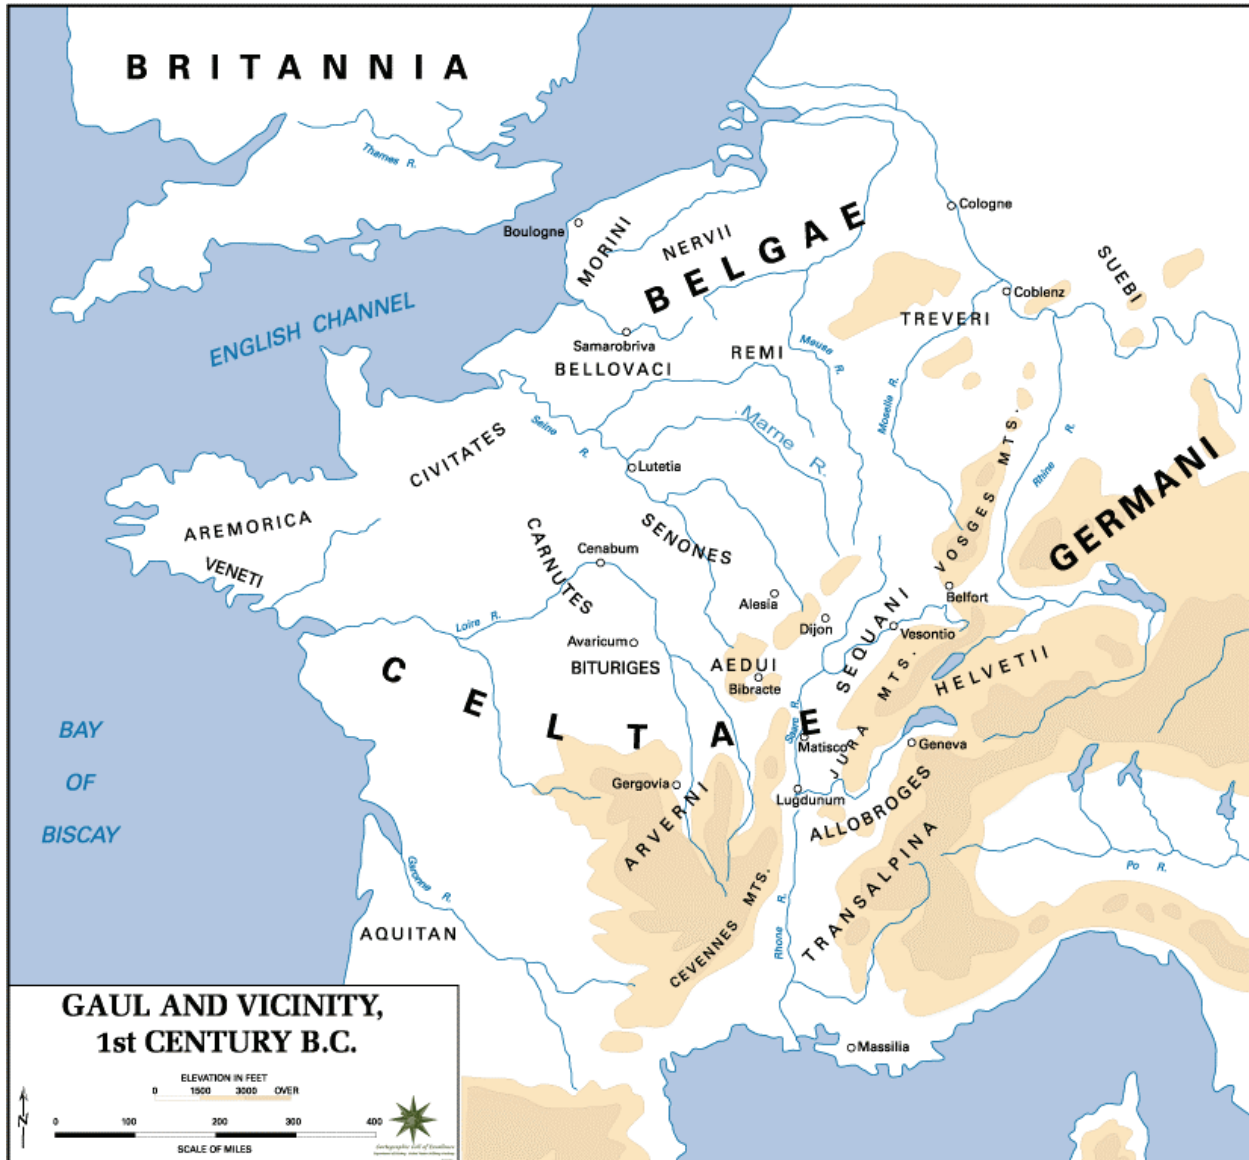 BRITANNIA
Thames R.
Cologne
Boulogne
MORINI
NERVII
BELGAE
SUEBI
Coblenz
TREVERI
ENGLISH CHANNEL
Samarobriva
BELLOVACI
REMI
Meuse R.
Moselle R.
Seine R.
Marne R.
Rhine R.
VOSGES MTS.
GERMANI
CIVITATES
Lutetia
AREMORICA
VENETI
CARNUTES
SENONES
Cenabum
Alesia
Dijon
Belfort
Vesontio
SEQUANI
Loire R.
Avaricum
BITURIGES
AEDUI
Bibracte
HELVETII
JURA MTS.
CELTAE
Saare R.
Matisco
Geneva
BAY
OF
BISCAY
Gergovia
ARVERNI
Lugdunum
ALLOBROGES
TRANSALPINA
Po R.
Garonne R.
CEVENNES MTS.
Rhone R.
AQUITAN
Massilia
GAUL AND VICINITY,
1st CENTURY B.C.
ELEVATION IN FEET
0 1500 3000 OVER
N
0 100 200 300 400
SCALE OF MILES